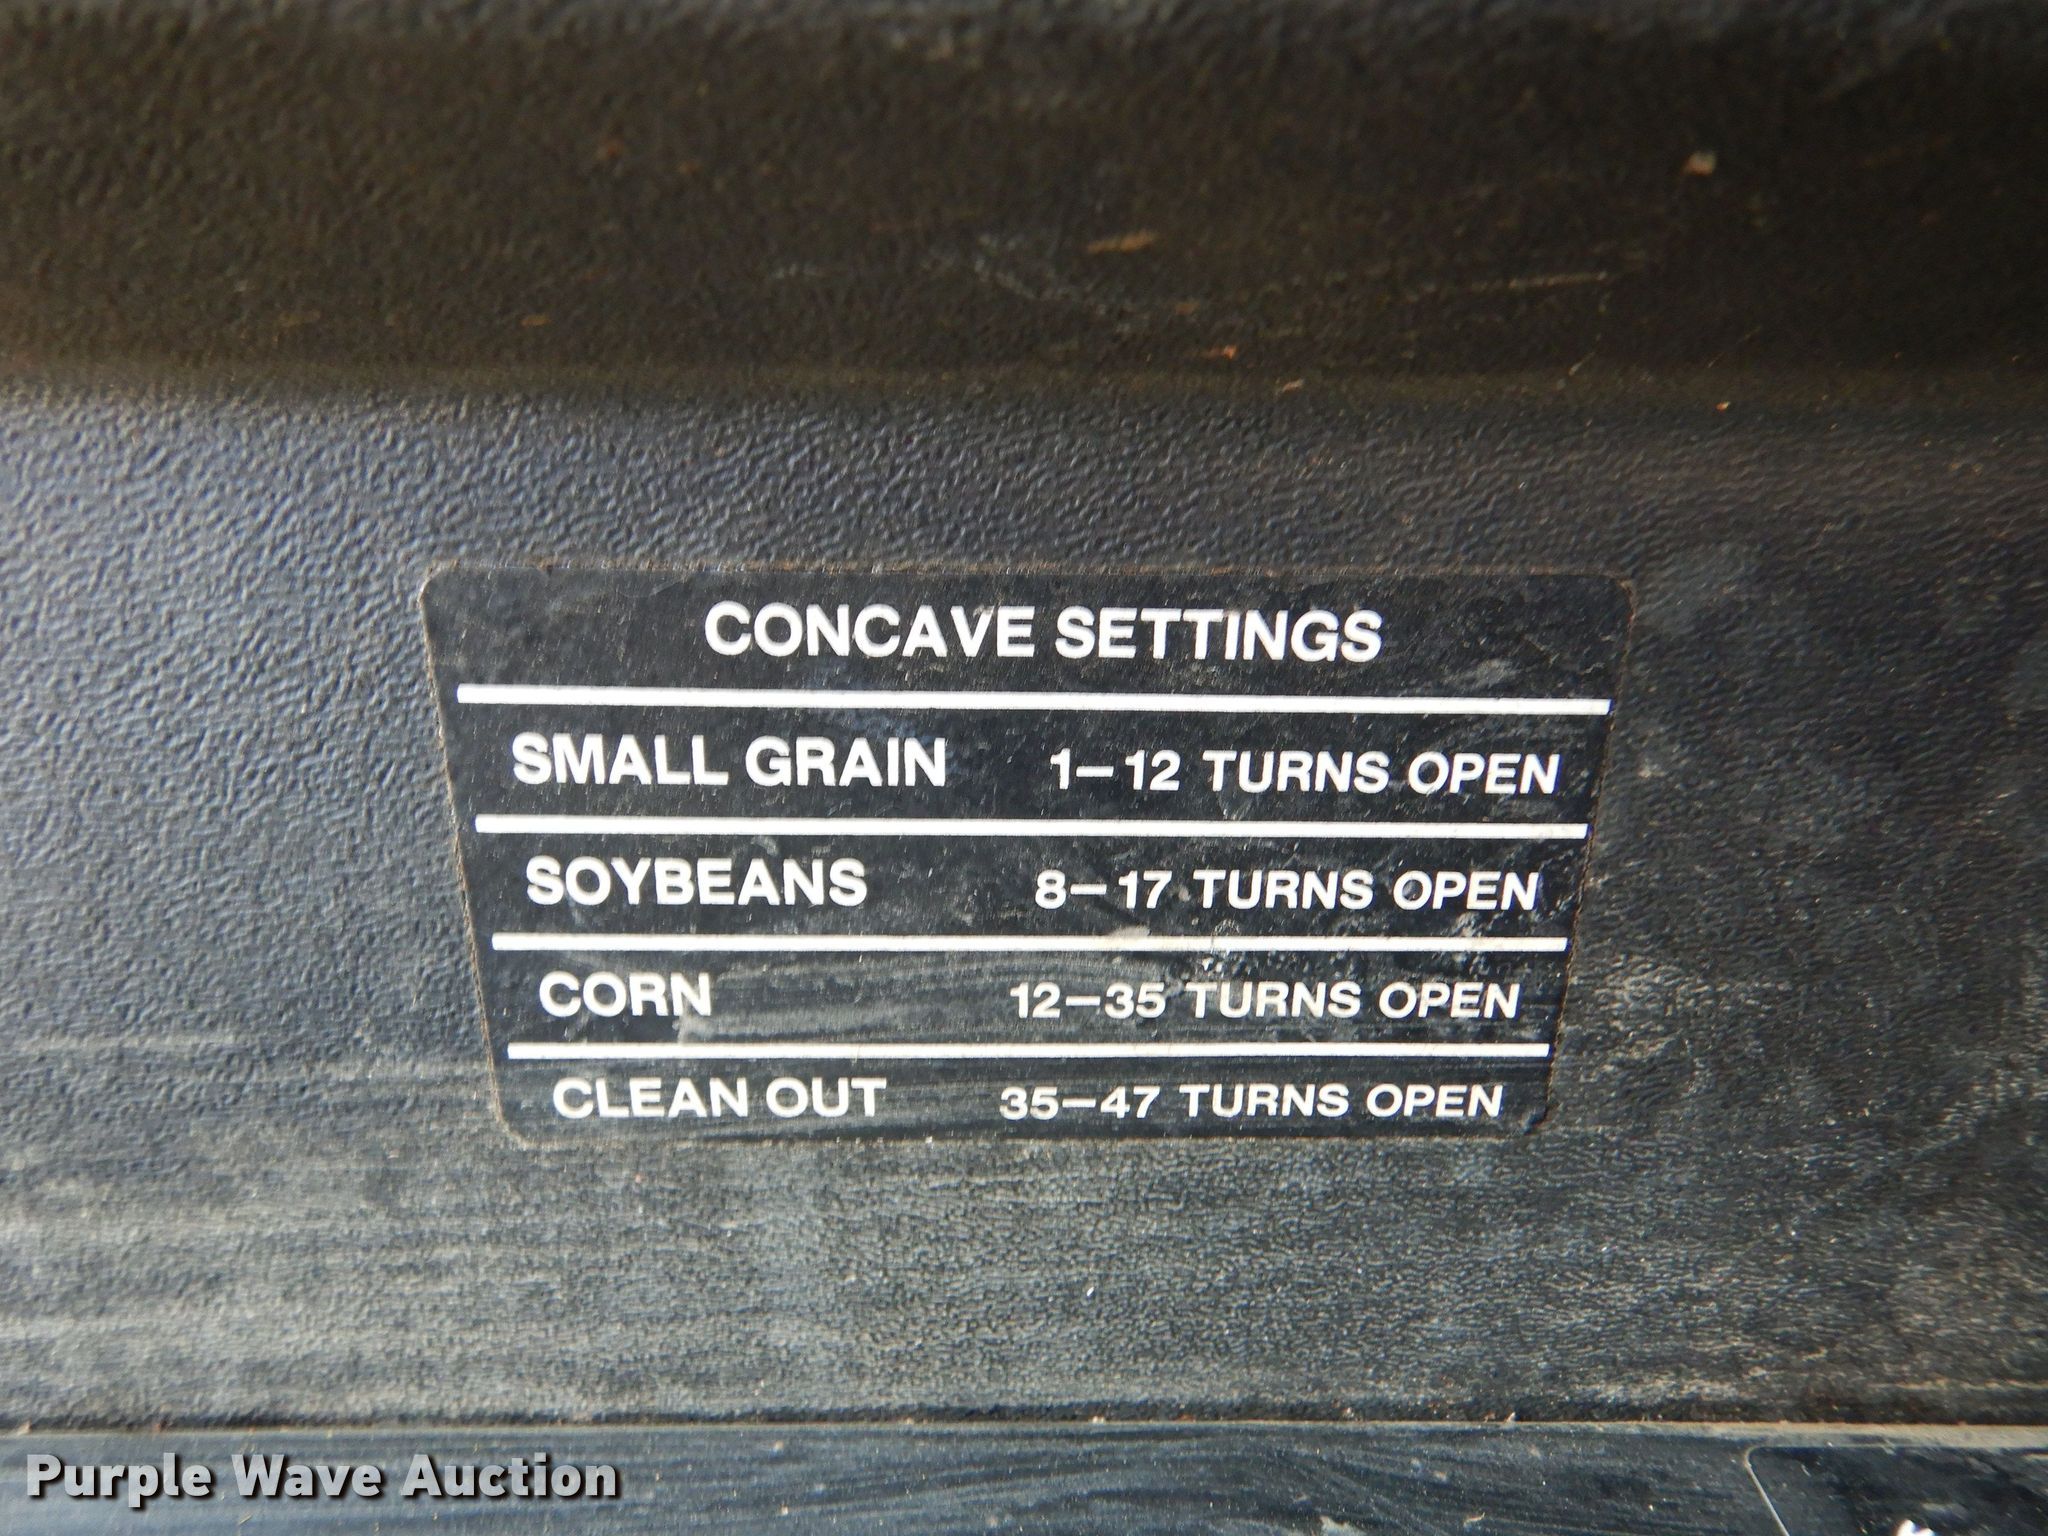 CONCAVE SETTINGS
SMALL GRAIN 1–12 TURNS OPEN
SOYBEANS 8–17 TURNS OPEN
CORN 12–35 TURNS OPEN
CLEAN OUT 35–47 TURNS OPEN
Purple Wave Auction